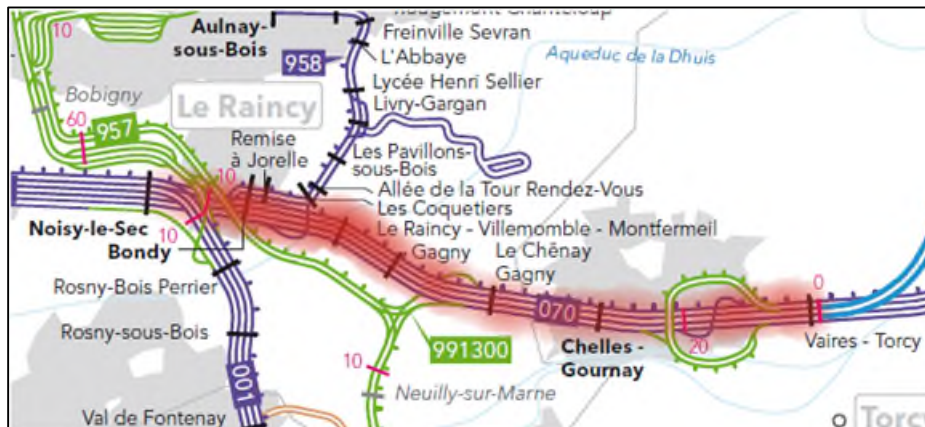 Rougemont Chanteloup
Aulnay-
sous-Bois
Freinville Sevran
L'Abbaye
958
10
Aqueduc de la Dhuis
Lycée Henri Sellier
Livry-Gargan
Bobigny
Le Raincy
60
957
Remise
à Jorelle
Les Pavillons-
sous-Bois
10
Allée de la Tour Rendez-Vous
Les Coquetiers
Noisy-le-Sec
Bondy
10
Le Raincy - Villemomble - Montfermeil
Gagny
Le Chênay
Gagny
Rosny-Bois Perrier
0
070
Rosny-sous-Bois
991300
Chelles -
Gournay
20
Vaires - Torcy
10
001
Neuilly-sur-Marne
Val de Fontenay
Torcy